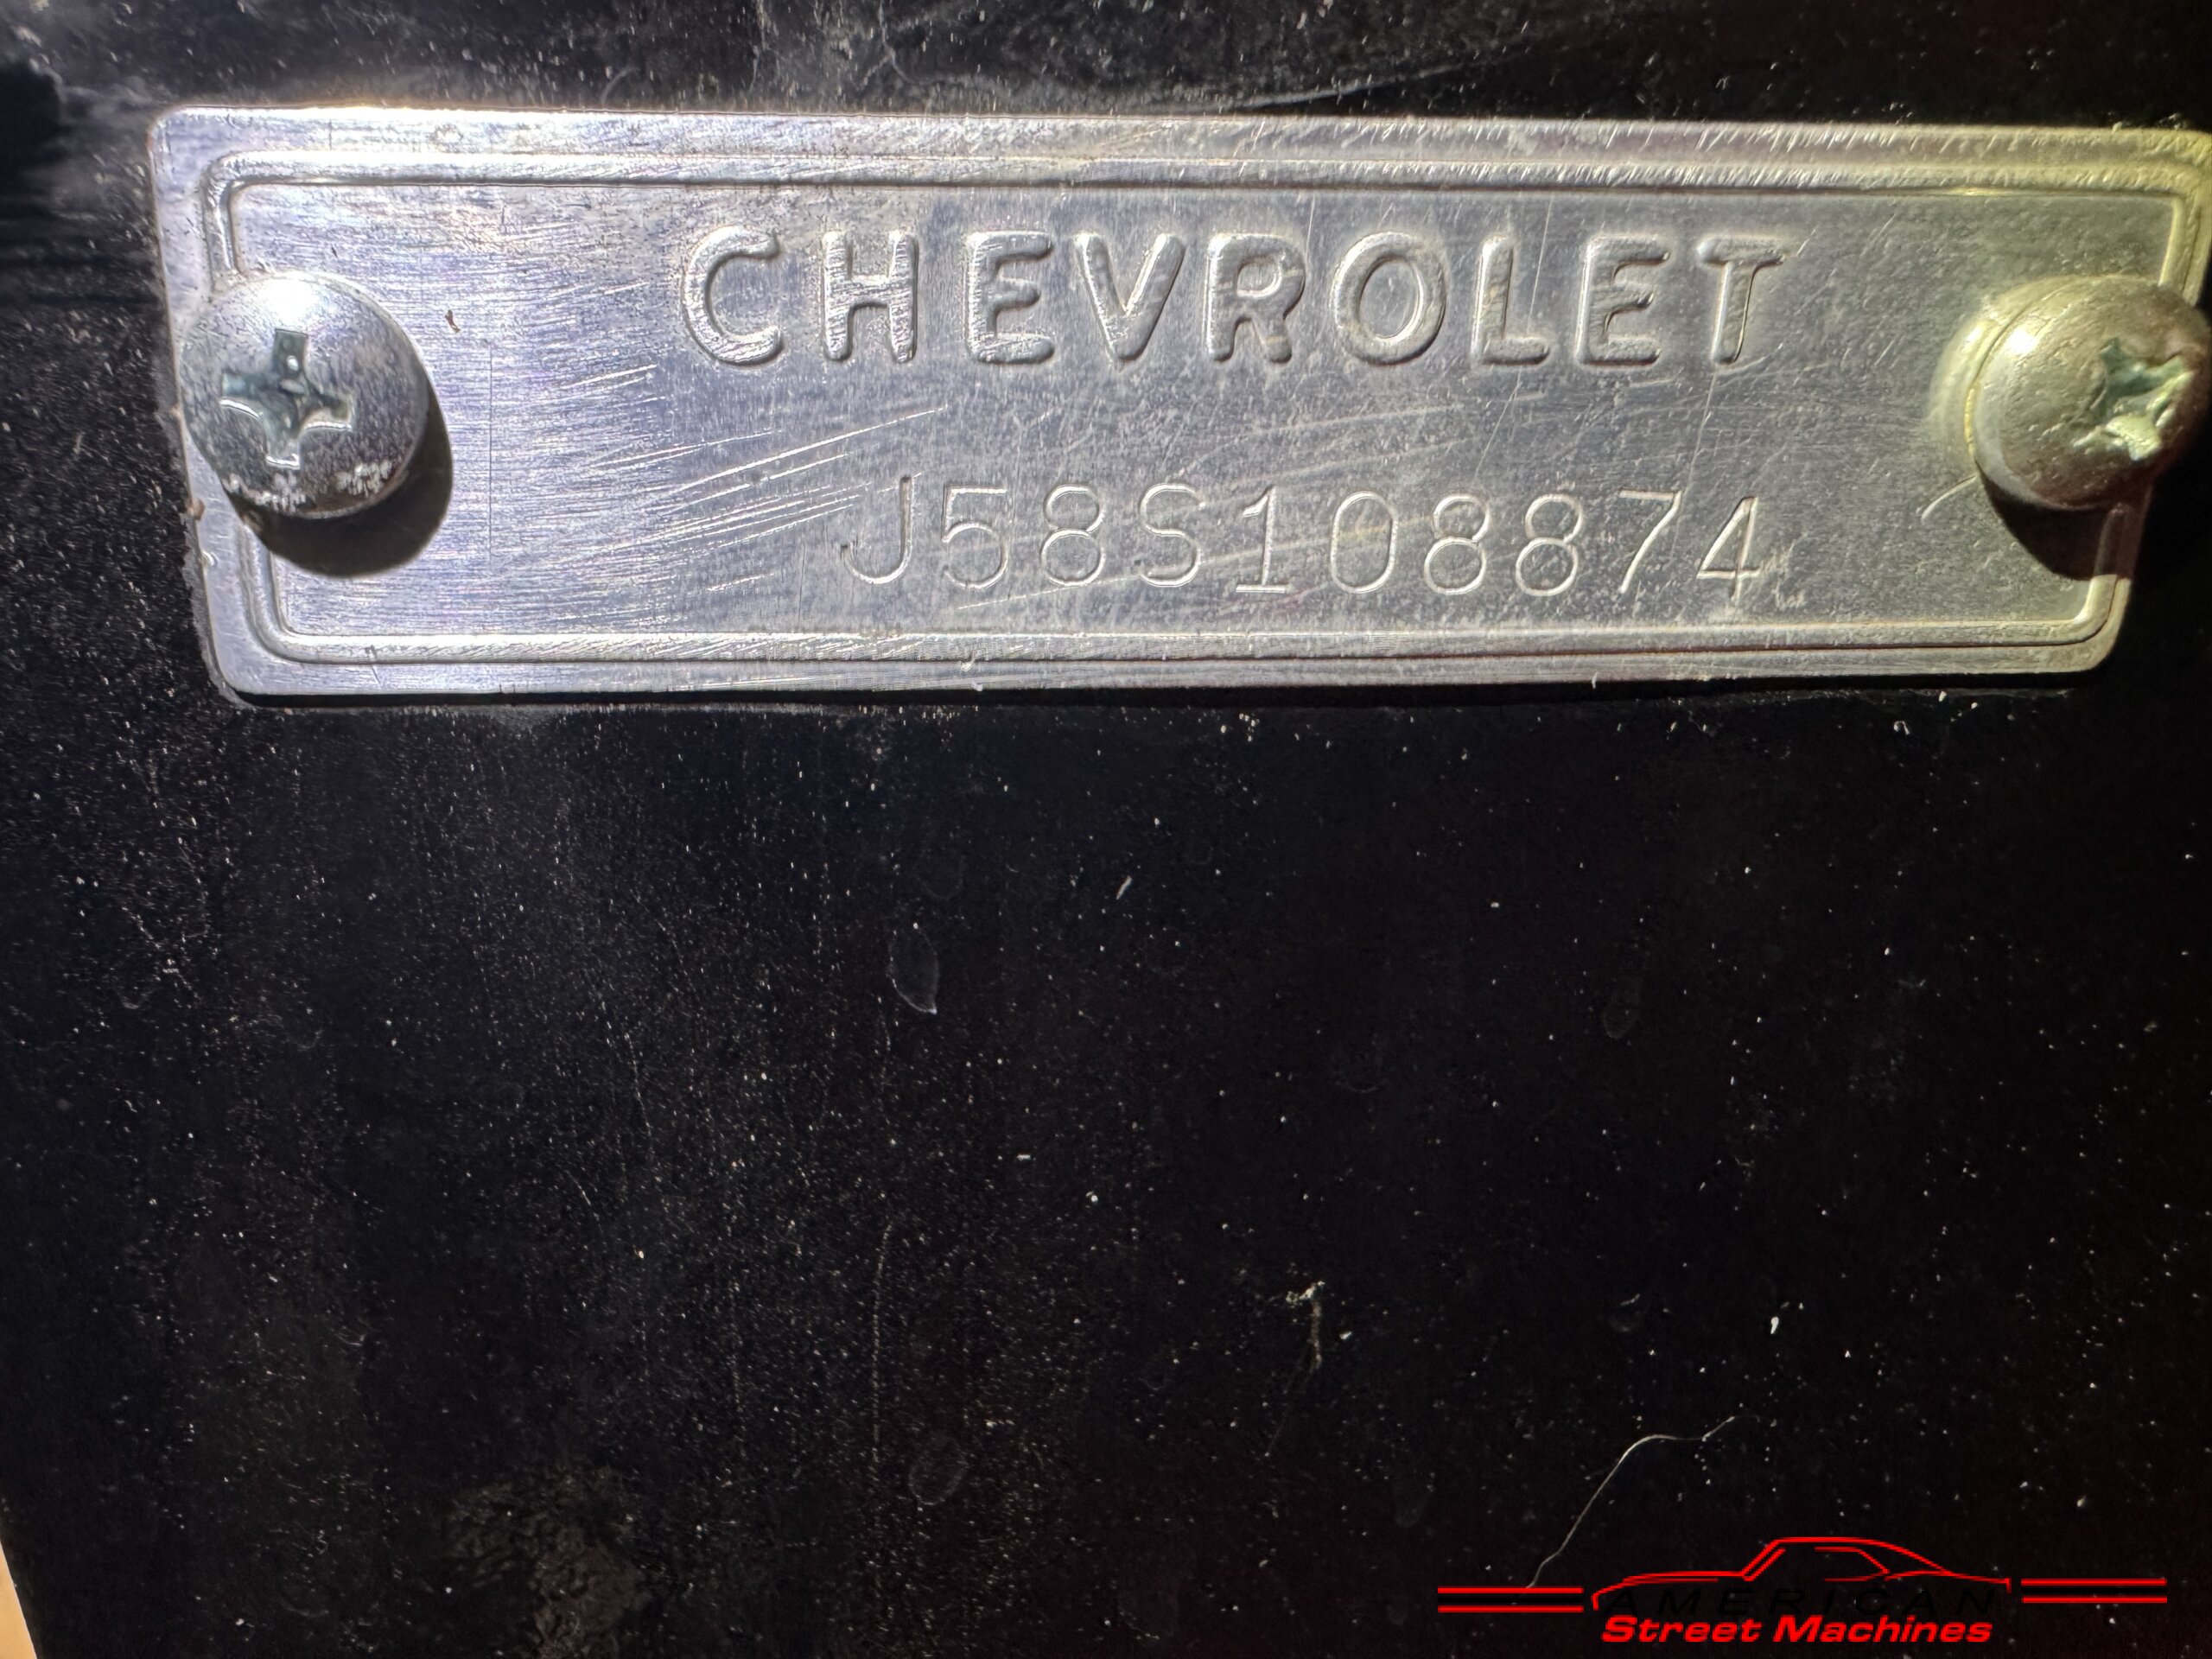 CHEVROLET
J58S108874
AMERICAN
Street Machines